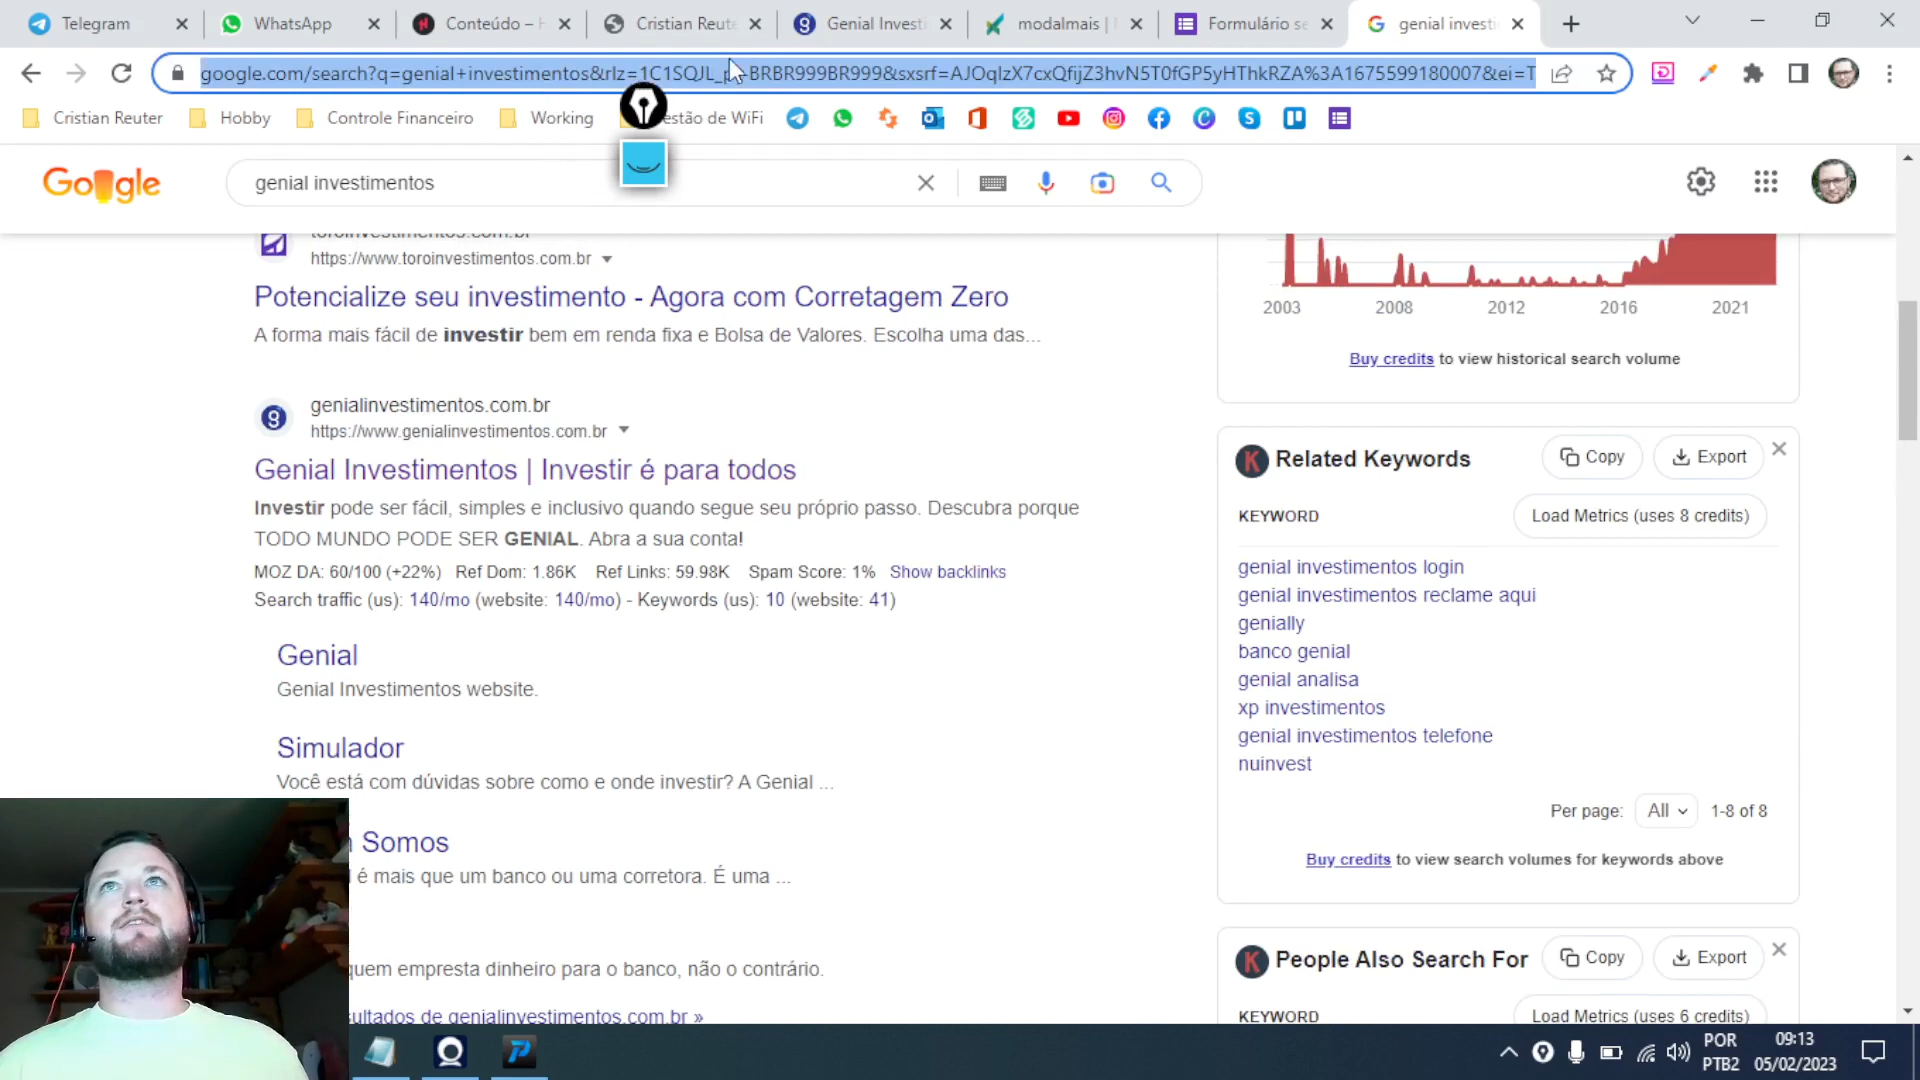 Telegram
WhatsApp
Conteúdo –
Cristian Reute
Genial Investi
modalmais |
Formulário se
genial investi
google.com/search?q=genial+investimentos&rlz=1C1SQJL_p -BRBR999BR999&sxsrf=AJOqlzX7cxQfijZ3hvN5T0fGP5yHThkRZA%3A1675599180007&ei=T
Cristian Reuter
Hobby
Controle Financeiro
Working
estão de WiFi
Google
genial investimentos
toroinvestimentos.com.br
https://www.toroinvestimentos.com.br
Potencialize seu investimento - Agora com Corretagem Zero
A forma mais fácil de investir bem em renda fixa e Bolsa de Valores. Escolha uma das...
genialinvestimentos.com.br
https://www.genialinvestimentos.com.br
Genial Investimentos | Investir é para todos
Investir pode ser fácil, simples e inclusivo quando segue seu próprio passo. Descubra porque
TODO MUNDO PODE SER GENIAL. Abra a sua conta!
MOZ DA: 60/100 (+22%) Ref Dom: 1.86K Ref Links: 59.98K Spam Score: 1% Show backlinks
Search traffic (us): 140/mo (website: 140/mo) - Keywords (us): 10 (website: 41)
Genial
Genial Investimentos website.
Simulador
Você está com dúvidas sobre como e onde investir? A Genial ...
Somos
é mais que um banco ou uma corretora. É uma ...
quem empresta dinheiro para o banco, não o contrário.
ultados de genialinvestimentos.com.br »
2003 2008 2012 2016 2021
Buy credits to view historical search volume
Related Keywords
Copy
Export
KEYWORD
Load Metrics (uses 8 credits)
genial investimentos login
genial investimentos reclame aqui
genially
banco genial
genial analisa
xp investimentos
genial investimentos telefone
nuinvest
Per page: All 1-8 of 8
Buy credits to view search volumes for keywords above
People Also Search For
Copy
Export
KEYWORD
Load Metrics (uses 6 credits)
POR
PTB2
09:13
05/02/2023